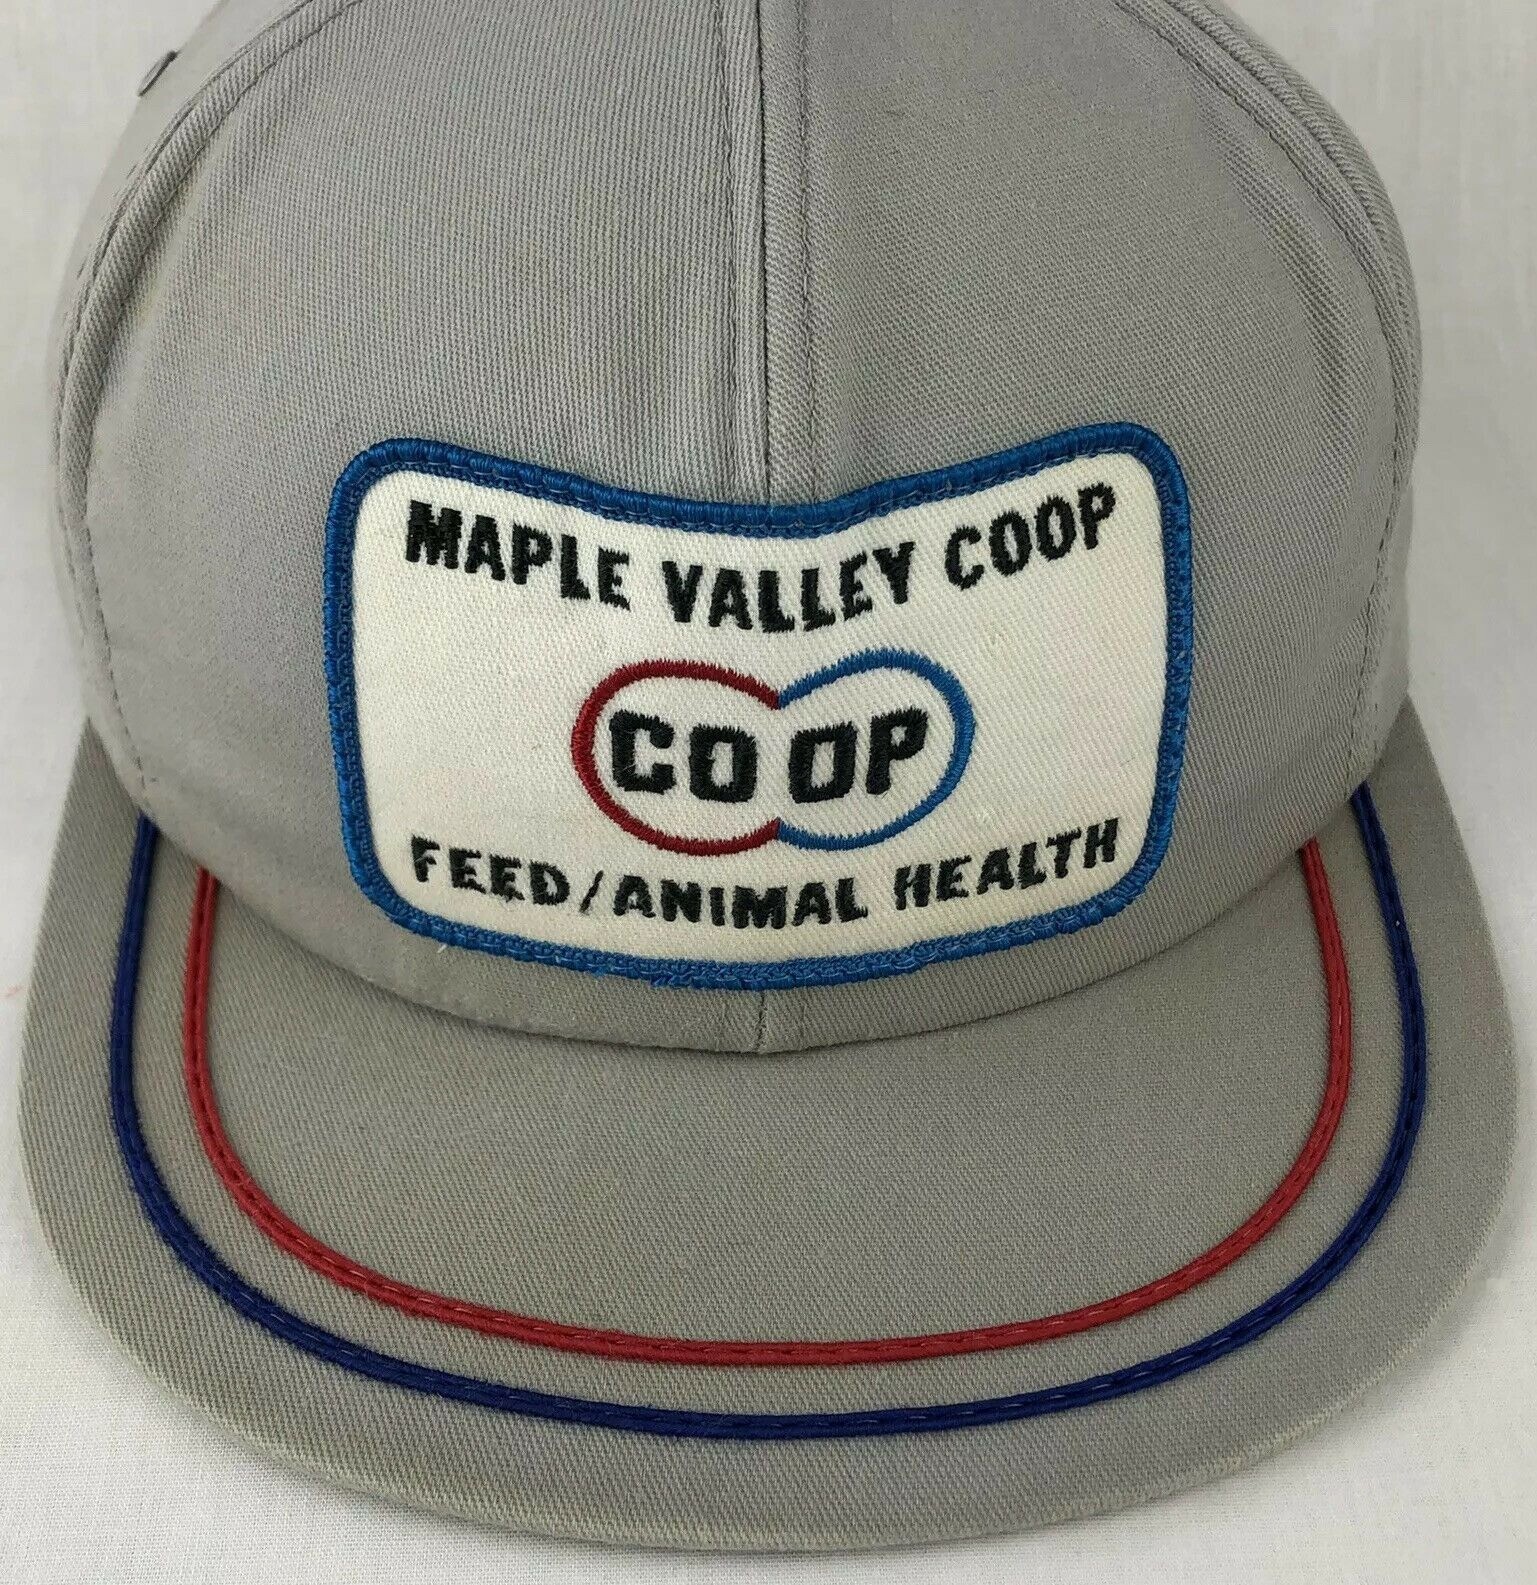 MAPLE VALLEY COOP
CO OP
FEED/ANIMAL HEALTH